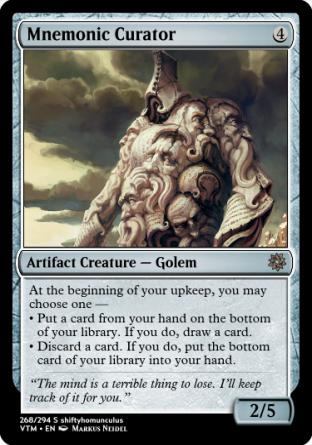 Mnemonic Curator 4
Artifact Creature — Golem
At the beginning of your upkeep, you may
choose one —
• Put a card from your hand on the bottom
of your library. If you do, draw a card.
• Discard a card. If you do, put the bottom
card of your library into your hand.
“The mind is a terrible thing to lose. I’ll keep
track of it for you.”
2/5
268/294 S shiftyhomunculus
VTM • EN Markus Neidel